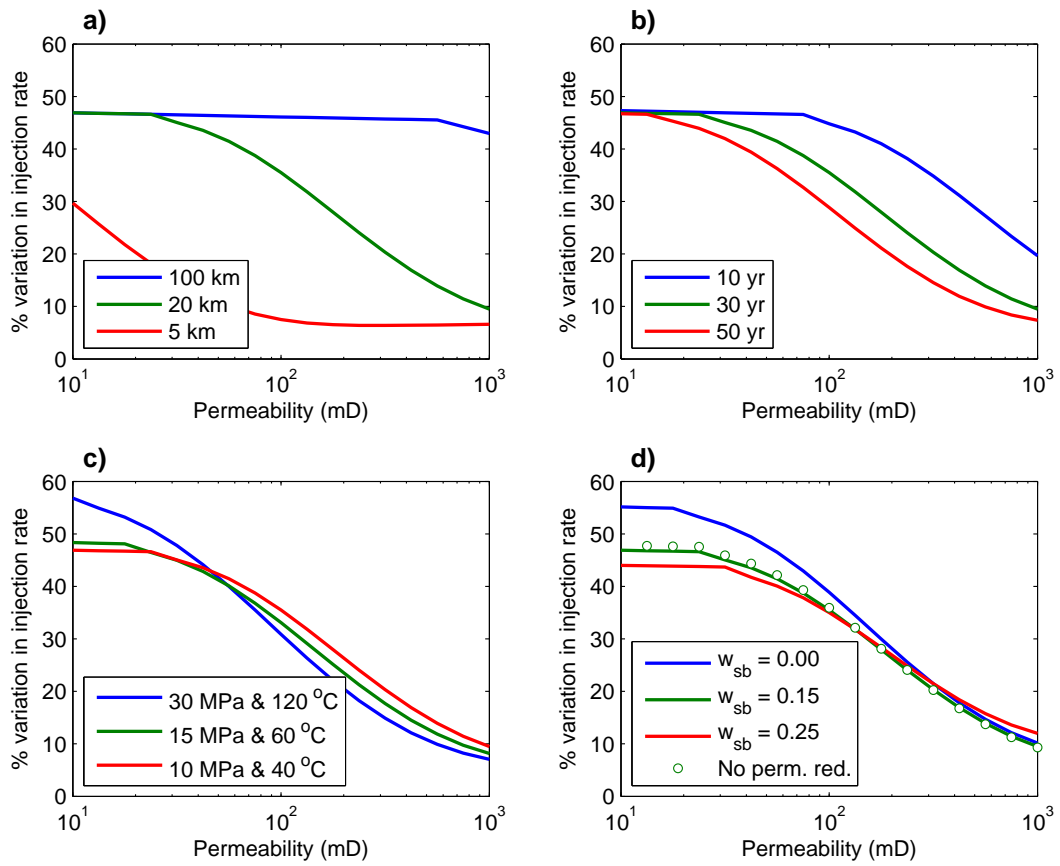 a)
% variation in injection rate
60
50
40
30
20
10
0
100 km
20 km
5 km
10^1
10^2
10^3
Permeability (mD)
b)
% variation in injection rate
60
50
40
30
20
10
0
10 yr
30 yr
50 yr
10^1
10^2
10^3
Permeability (mD)
c)
% variation in injection rate
60
50
40
30
20
10
0
30 MPa & 120 °C
15 MPa & 60 °C
10 MPa & 40 °C
10^1
10^2
10^3
Permeability (mD)
d)
% variation in injection rate
60
50
40
30
20
10
0
w_sb = 0.00
w_sb = 0.15
w_sb = 0.25
No perm. red.
10^1
10^2
10^3
Permeability (mD)